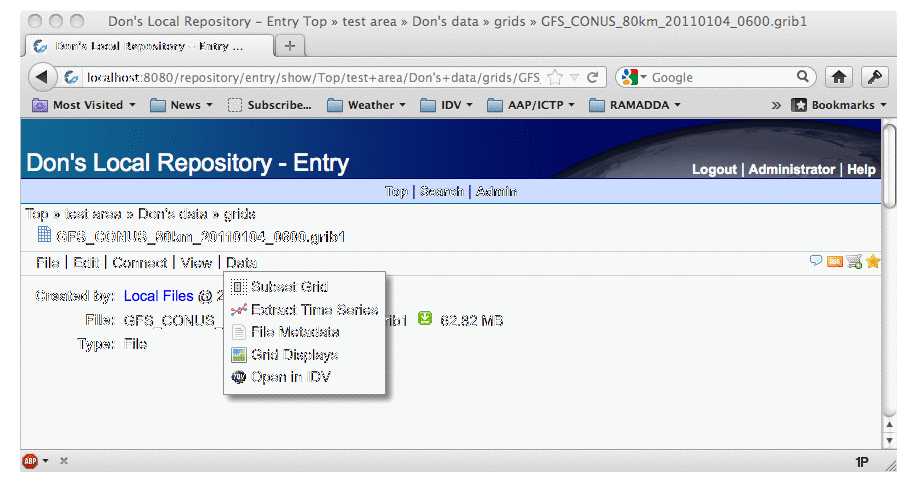 Don's Local Repository – Entry Top » test area » Don's data » grids » GFS_CONUS_80km_20110104_0600.grib1
Don's Local Repository – Entry ...
localhost:8080/repository/entry/show/Top/test+area/Don's+data/grids/GFS_ Google
Most Visited News Subscribe... Weather IDV AAP/ICTP RAMADDA » Bookmarks
Don's Local Repository - Entry
Logout | Administrator | Help
Top | Search | Admin
Top » test area » Don's data » grids
GFS_CONUS_80km_20110104_0600.grib1
File | Edit | Connect | View | Data
RSS
Subset Grid
Created by: Local Files @ 2
Extract Time Series
File: GFS_CONUS_ rib1 62.82 MB
File Metadata
Type: File
Grid Displays
Open in IDV
ABP
1P